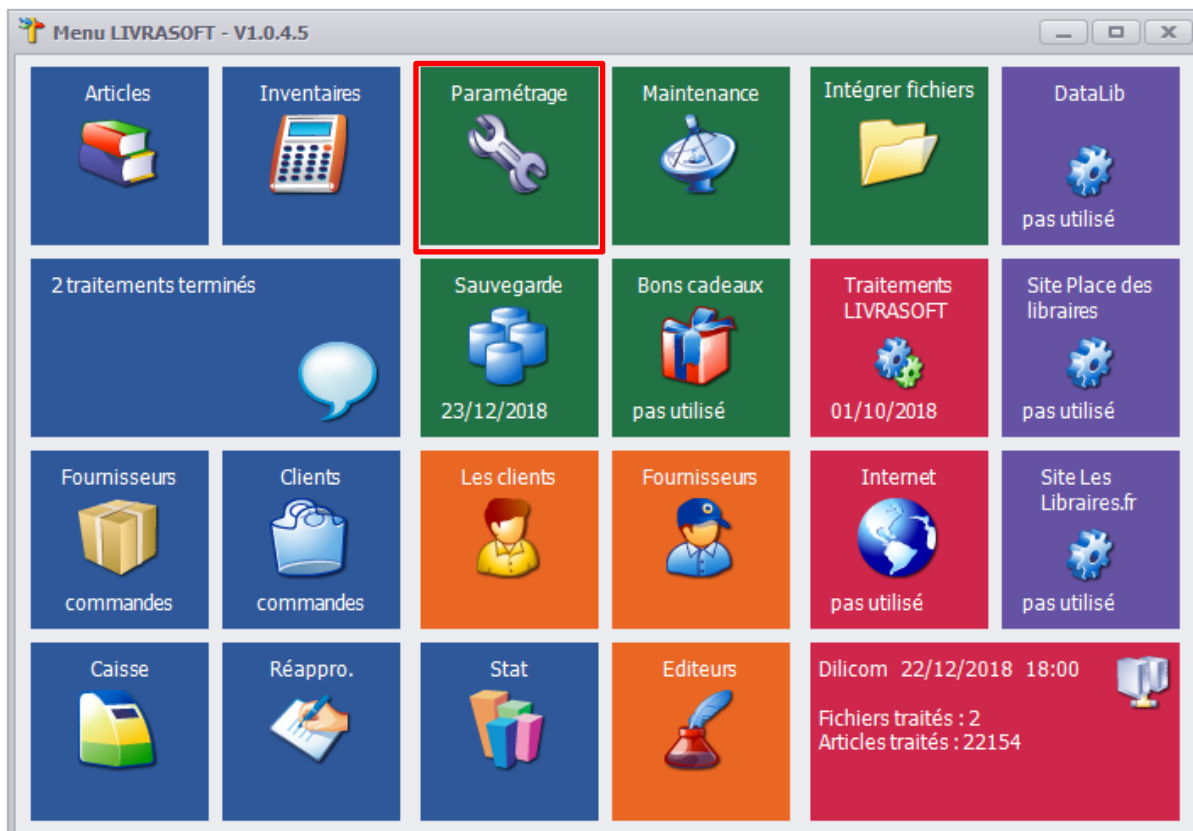 Menu LIVRASOFT - V1.0.4.5
Articles
Inventaires
Paramétrage
Maintenance
Intégrer fichiers
DataLib
pas utilisé
2 traitements terminés
Sauvegarde
23/12/2018
Bons cadeaux
pas utilisé
Traitements
LIVRASOFT
01/10/2018
Site Place des
libraires
pas utilisé
Fournisseurs
commandes
Clients
commandes
Les clients
Fournisseurs
Internet
pas utilisé
Site Les
Libraires.fr
pas utilisé
Caisse
Réappro.
Stat
Editeurs
Dilicom 22/12/2018 18:00
Fichiers traités : 2
Articles traités : 22154